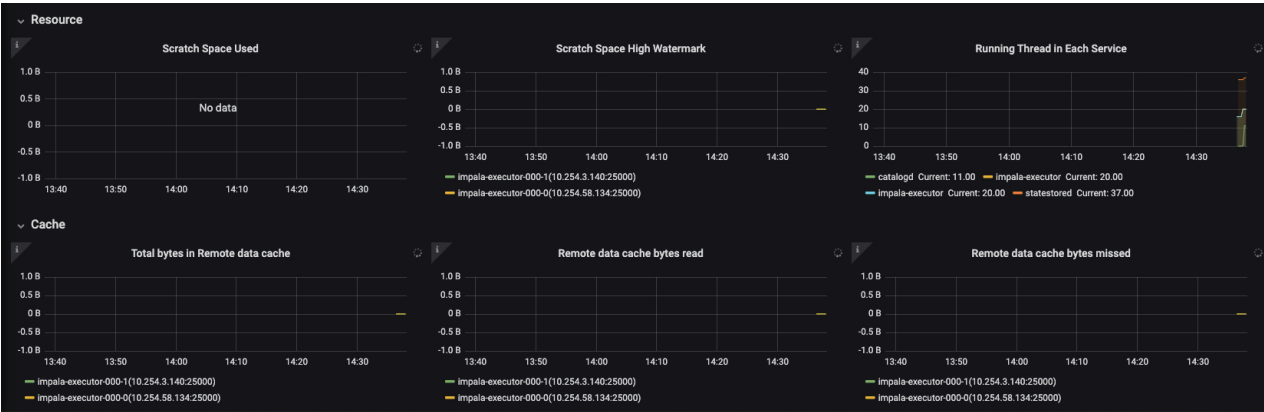 Resource
Scratch Space Used
1.0 B
0.5 B
0 B
-0.5 B
-1.0 B
No data
13:40 13:50 14:00 14:10 14:20 14:30
Scratch Space High Watermark
1.0 B
0.5 B
0 B
-0.5 B
-1.0 B
13:40 13:50 14:00 14:10 14:20 14:30
impala-executor-000-1(10.254.3.140:25000)
impala-executor-000-0(10.254.58.134:25000)
Running Thread in Each Service
40
30
20
10
0
13:40 13:50 14:00 14:10 14:20 14:30
catalogd Current: 11.00 impala-executor Current: 20.00
impala-executor Current: 20.00 statestored Current: 37.00
Cache
Total bytes in Remote data cache
1.0 B
0.5 B
0 B
-0.5 B
-1.0 B
13:40 13:50 14:00 14:10 14:20 14:30
impala-executor-000-1(10.254.3.140:25000)
impala-executor-000-0(10.254.58.134:25000)
Remote data cache bytes read
1.0 B
0.5 B
0 B
-0.5 B
-1.0 B
13:40 13:50 14:00 14:10 14:20 14:30
impala-executor-000-1(10.254.3.140:25000)
impala-executor-000-0(10.254.58.134:25000)
Remote data cache bytes missed
1.0 B
0.5 B
0 B
-0.5 B
-1.0 B
13:40 13:50 14:00 14:10 14:20 14:30
impala-executor-000-1(10.254.3.140:25000)
impala-executor-000-0(10.254.58.134:25000)